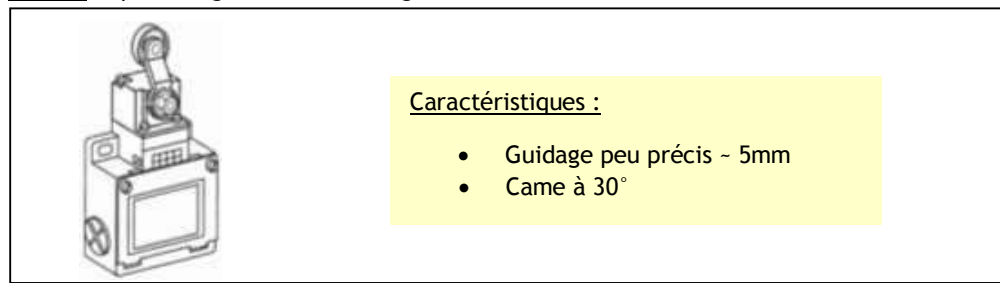 Caractéristiques :
• Guidage peu précis ~ 5mm
• Came à 30°